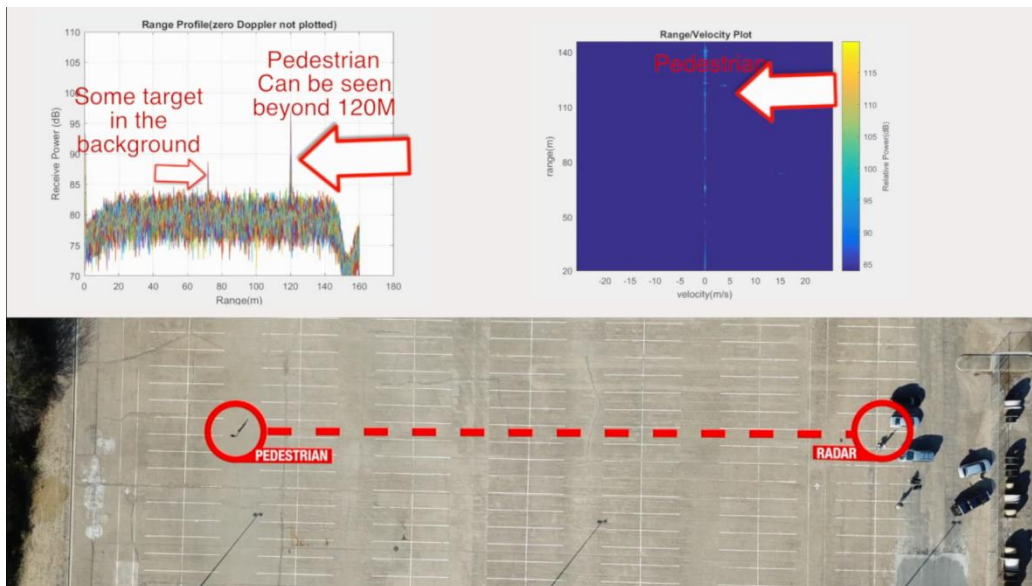 Range Profile(zero Doppler not plotted)
110
105
100
95
90
85
80
75
70
Receive Power (dB)
Some target
in the
background
Pedestrian
Can be seen
beyond 120M
0
20
40
60
80
100
120
140
160
180
Range(m)
Range/Velocity Plot
Pedestrian
140
110
80
50
20
range(m)
-20
-15
-10
-5
0
5
10
15
20
velocity(m/s)
115
110
105
100
95
90
85
Relative Power(dB)
PEDESTRIAN
RADAR